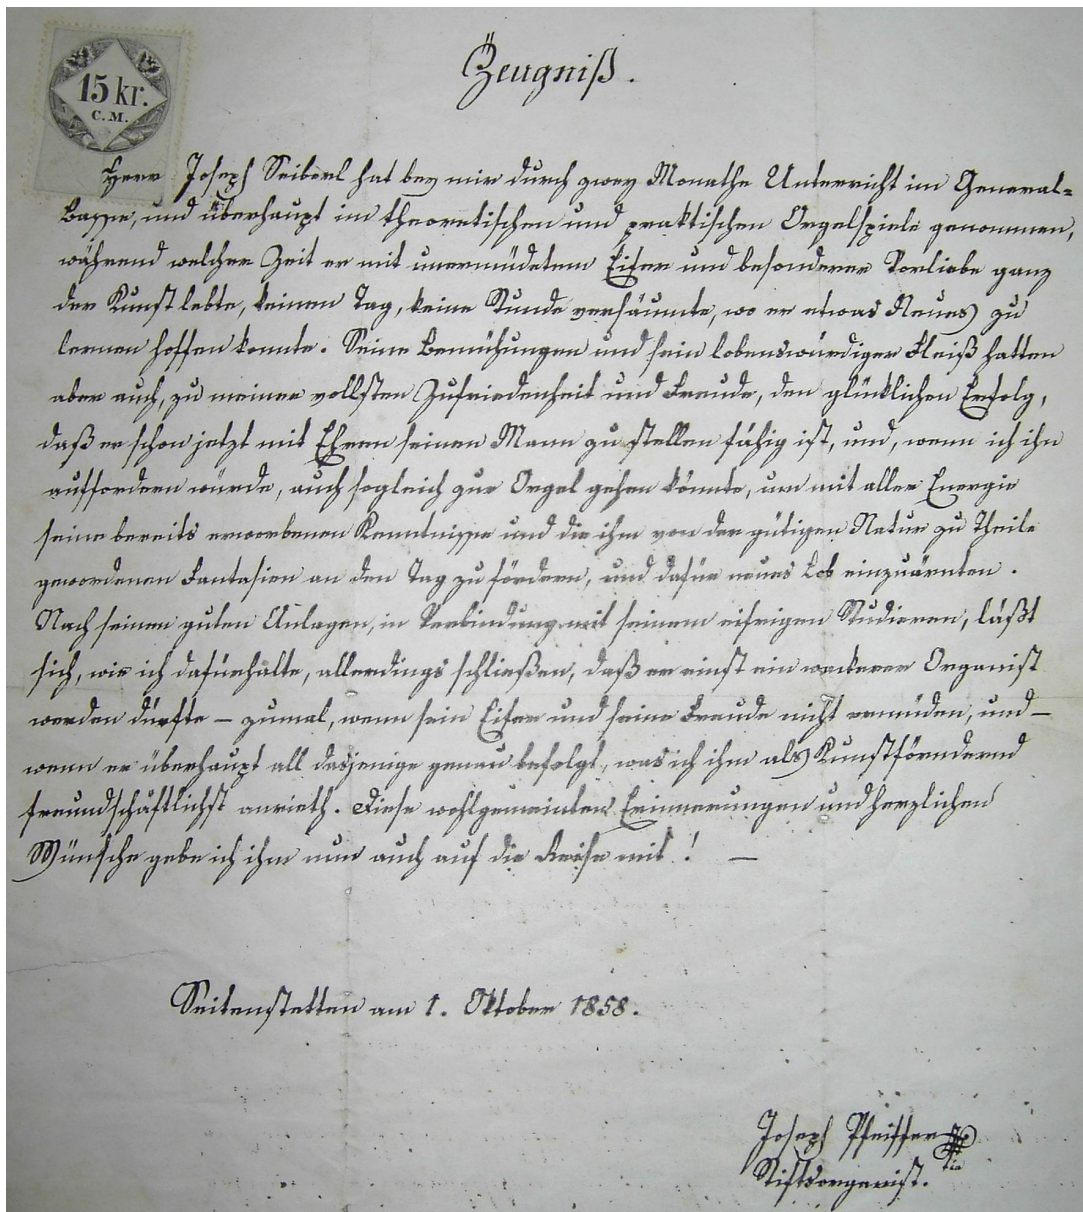 15 kr.
C.M.
Zeugniß.
Herr Joseph Seiberl hat bey mir durch zwey Monathe Unterricht im General-
Basse, und überhaupt im theoretischen und praktischen Orgelspiele genommen,
während welcher Zeit er mit unermüdetem Eifer und besonderer Vorliebe ganz
der Kunst lebte, keinen Tag, keine Stunde versäumte, wo er etwas Neues zu
lernen hoffen konnte. Seine Bemühungen und sein lobenswürdiger Fleiß hatten
aber auch, zu meiner vollsten Zufriedenheit und Freude, den glücklichen Erfolg,
daß er schon jetzt mit Ehren seinen Mann zu stellen fähig ist, und, wenn ich ihn
auffordern würde, auch sogleich zur Orgel gehen könnte, um mit aller Energie
seine bereits erworbenen Kenntnisse und die ihm von der gütigen Natur zu Theile
gewordenen Fantasien an den Tag zu fördern, und dafür neues Lob einzuärnten.
Nach seinen guten Anlagen, in Verbindung mit seinem eifrigen Studieren, läßt
sich, wie ich dafürhalte, allerdings schließen, daß er einst ein wackerer Organist
werden dürfte – zumal, wenn sein Eifer und seine Freude nicht ermüden, und –
wenn er überhaupt all dasjenige genau befolgt, was ich ihm als Kunstförndernd
freundschäftlichst anrieth. Diese wohlgemeinten Erinnerungen und herzlichen
Wünsche gebe ich ihm nun auch auf die Reise mit! –
Seitenstetten am 1. Oktober 1858.
Joseph Pfeiffer
Stiftsorganist.